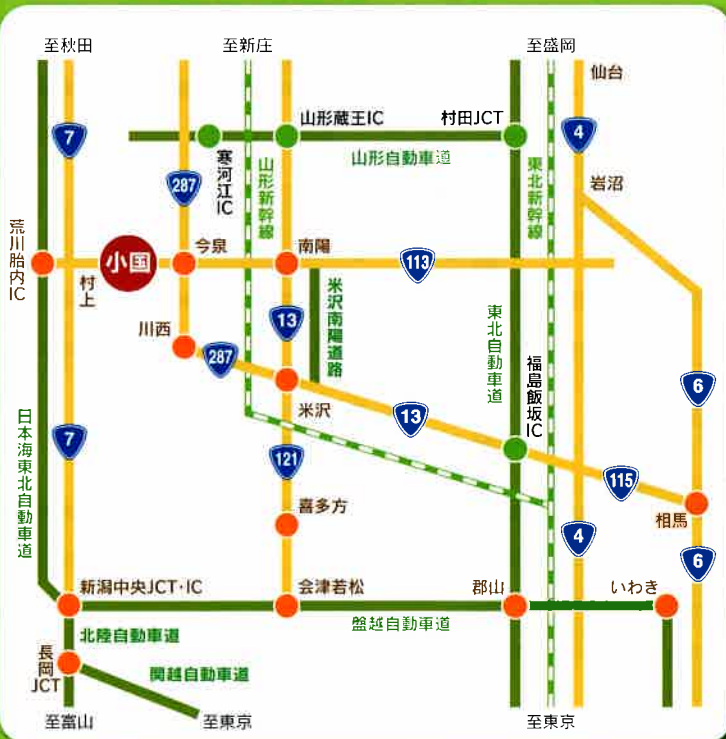 至秋田
至新庄
至盛岡
仙台
7
山形蔵王IC
村田JCT
4
寒河江IC
山形新幹線
山形自動車道
東北新幹線
287
岩沼
荒川胎内IC
村上
小国
今泉
南陽
113
米沢南陽道路
13
東北自動車道
川西
287
福島飯坂IC
6
米沢
13
日本海東北自動車道
7
121
115
喜多方
相馬
4
6
新潟中央JCT・IC
会津若松
郡山
いわき
盤越自動車道
北陸自動車道
長岡JCT
関越自動車道
至富山
至東京
至東京